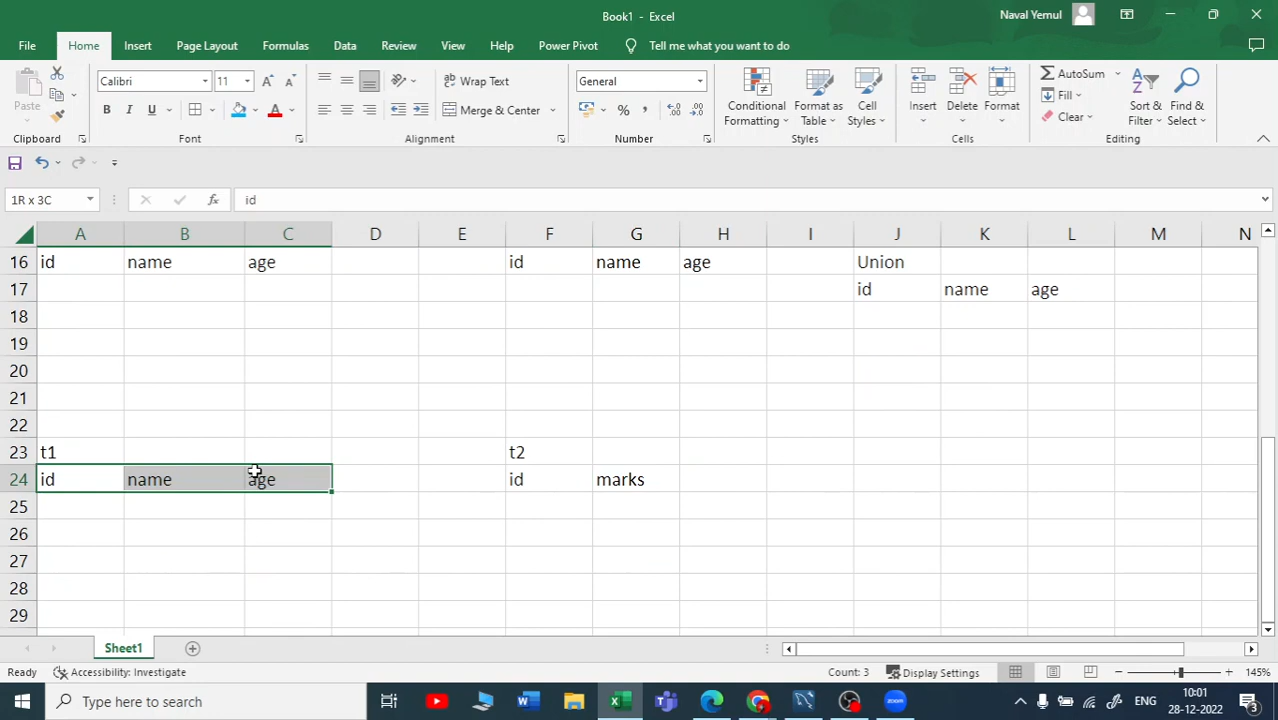 Book1 - Excel
Naval Yemul
File Home Insert Page Layout Formulas Data Review View Help Power Pivot Tell me what you want to do
Paste
Calibri 11
B I U A
Wrap Text
Merge & Center
General
% ,
Conditional Formatting
Format as Table
Cell Styles
Insert Delete Format
AutoSum
Fill
Clear
Sort & Filter
Find & Select
Clipboard Font Alignment Number Styles Cells Editing
1R x 3C fx id
A B C D E F G H I J K L M N
16 id name age id name age Union
17 id name age
18
19
20
21
22
23 t1 t2
24 id name age id marks
25
26
27
28
29
Sheet1
Ready Accessibility: Investigate Count: 3 Display Settings 145%
Type here to search ENG 10:01
28-12-2022 3